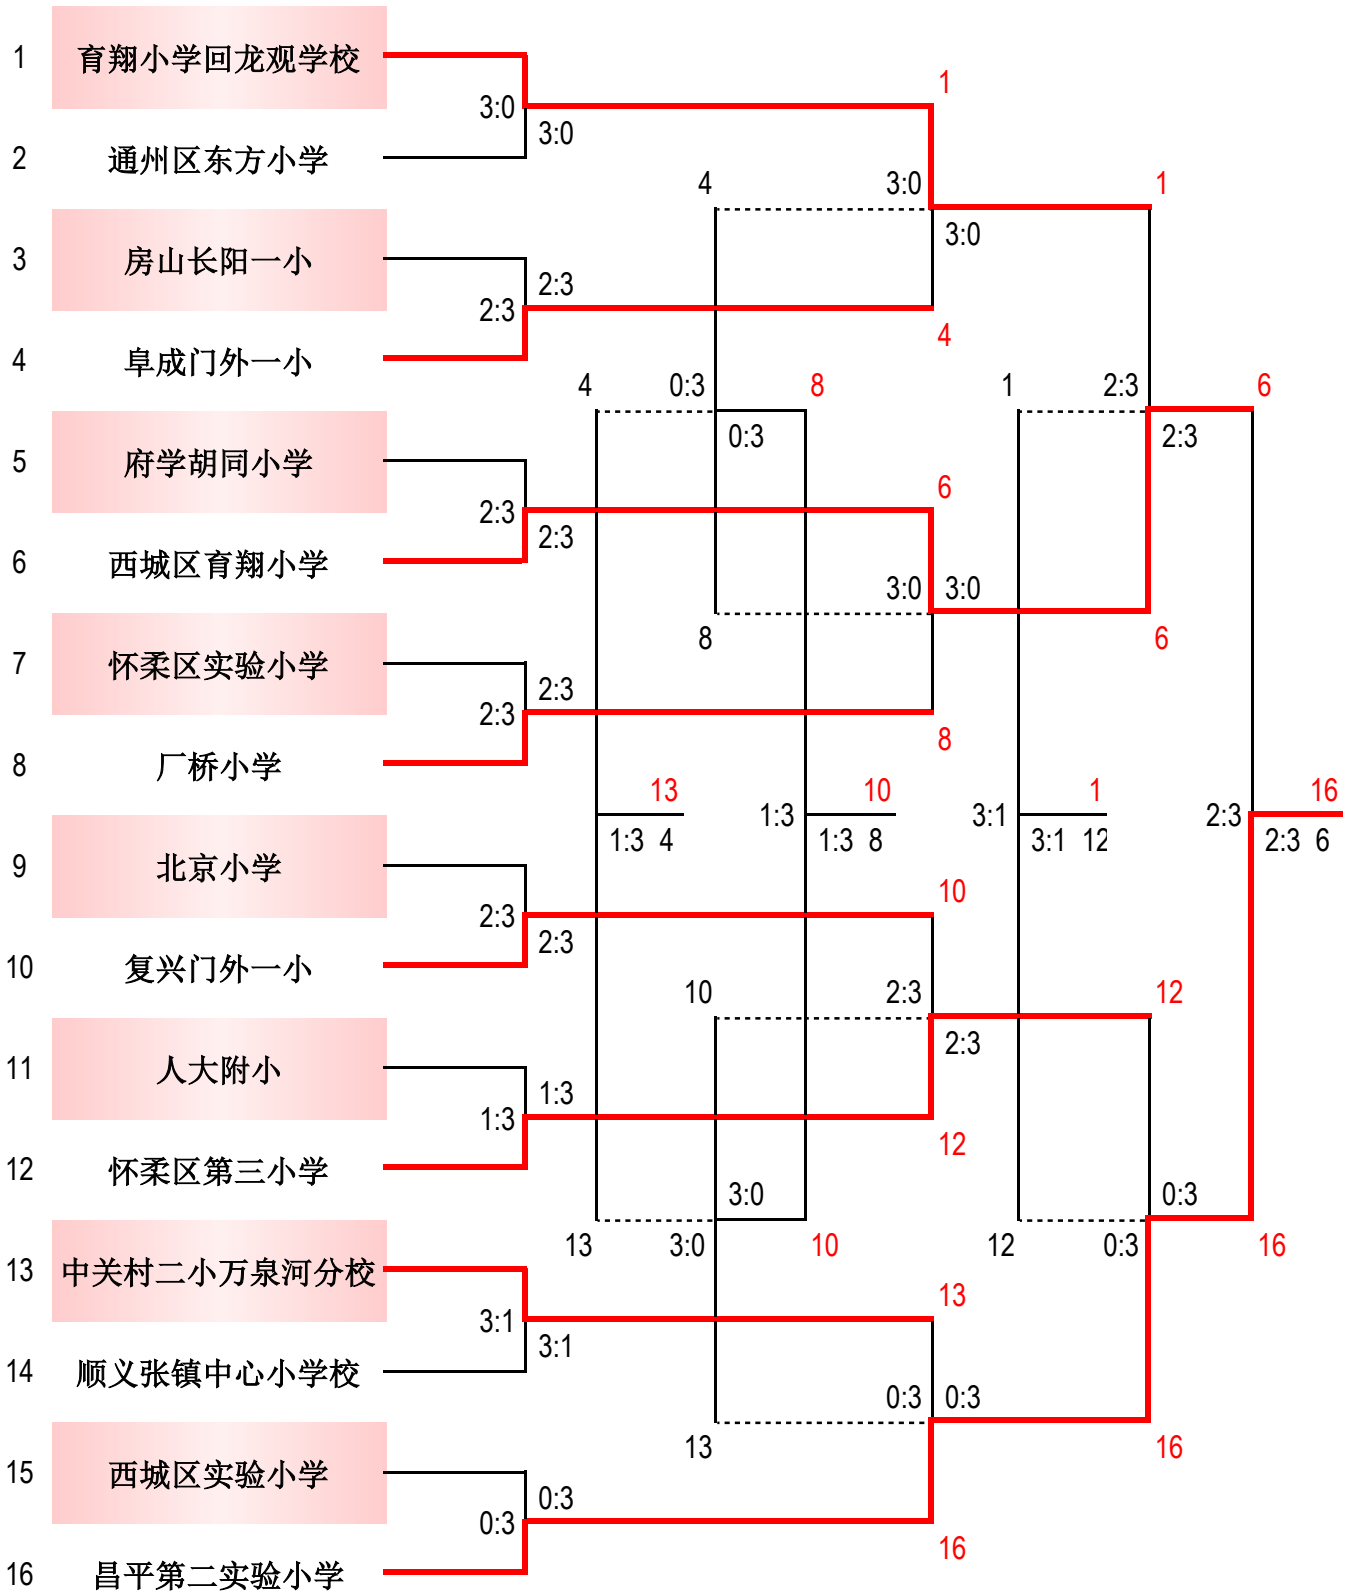 1 育翔小学回龙观学校 1
3:0
3:0
2 通州区东方小学
4 3:0 1
3:0
3 房山长阳一小
2:3
2:3
4
4 阜成门外一小
4 0:3 8 1 2:3 6
0:3 2:3
5 府学胡同小学
6
2:3
2:3
6 西城区育翔小学
3:0 3:0
8 6
7 怀柔区实验小学
2:3
2:3
8
8 厂桥小学
13 10 1 16
1:3 3:1 2:3
1:3 4 1:3 8 3:1 12 2:3 6
9 北京小学
10
2:3
2:3
10 复兴门外一小
10 2:3 12
2:3
11 人大附小
1:3
1:3
12
12 怀柔区第三小学
3:0 0:3
13 3:0 10 12 0:3 16
13 中关村二小万泉河分校
13
3:1
3:1
14 顺义张镇中心小学校
0:3 0:3
13 16
15 西城区实验小学
0:3
0:3
16
16 昌平第二实验小学